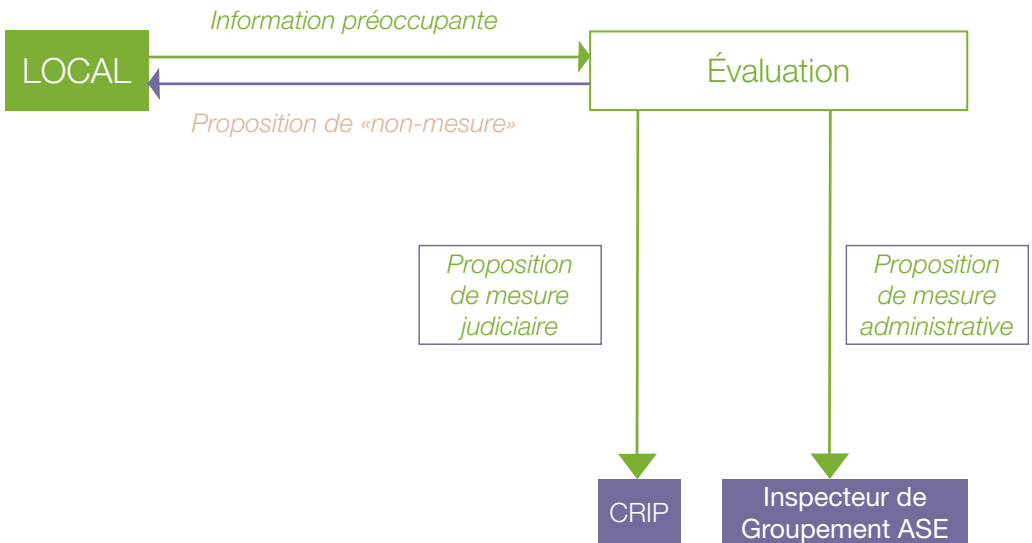 Information préoccupante
LOCAL
Évaluation
Proposition de «non-mesure»
Proposition
de mesure
judiciaire
Proposition
de mesure
administrative
CRIP
Inspecteur de
Groupement ASE